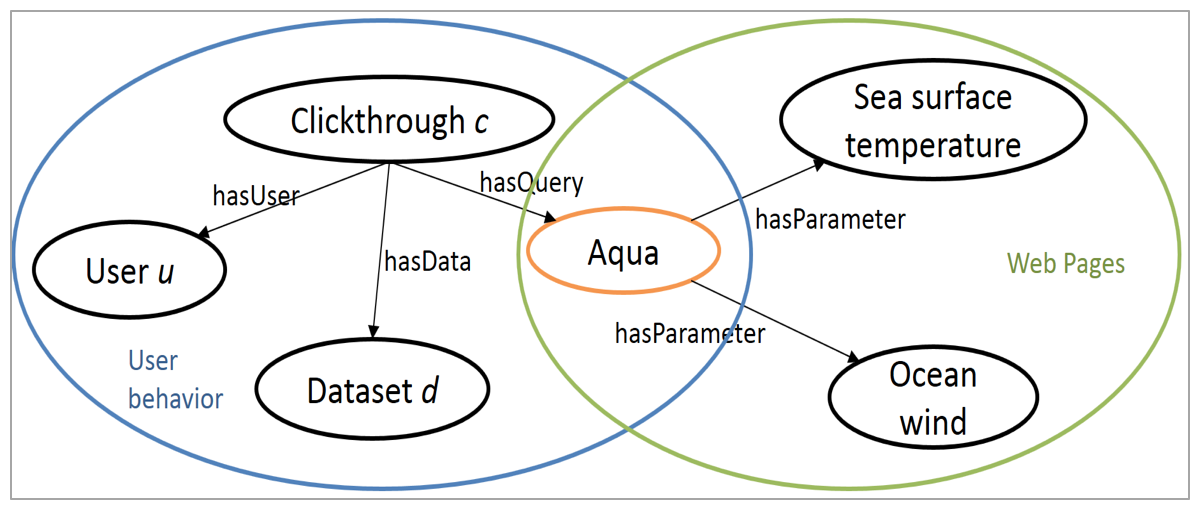 Clickthrough c
Sea surface
temperature
hasUser
hasQuery
hasParameter
User u
hasData
Aqua
Web Pages
hasParameter
User
behavior
Dataset d
Ocean
wind